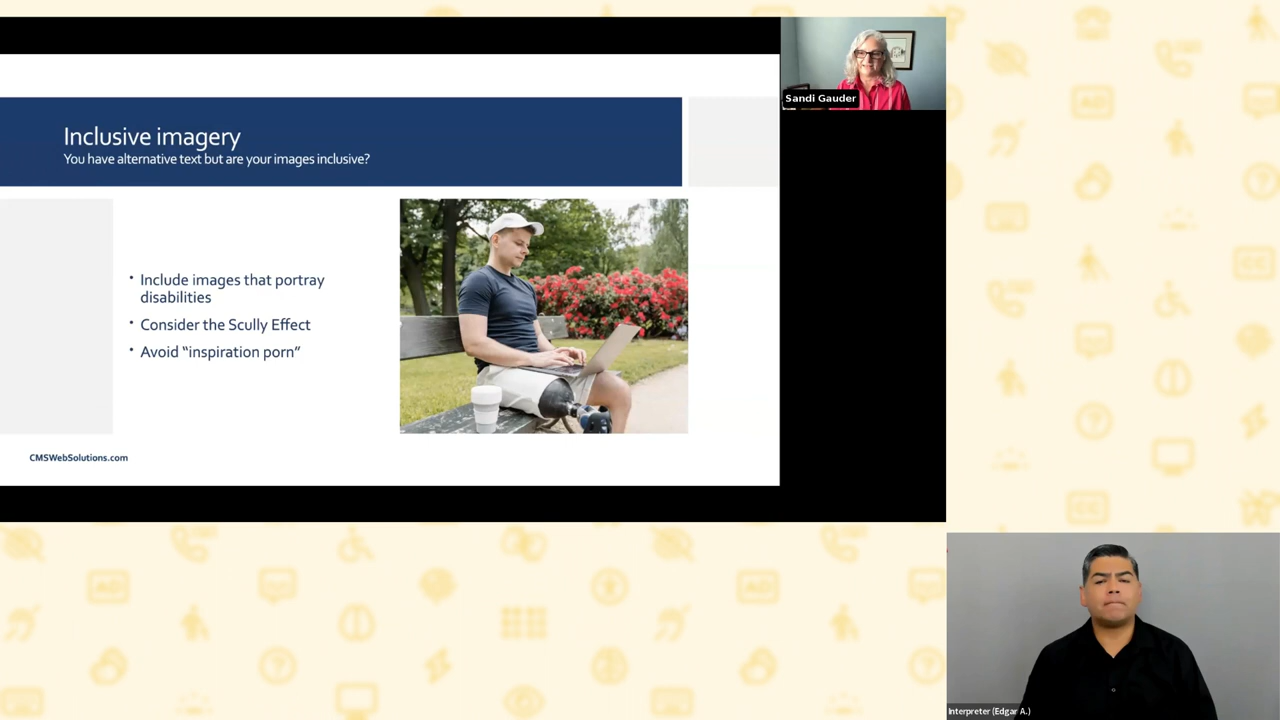 Inclusive imagery
You have alternative text but are your images inclusive?
• Include images that portray
disabilities
• Consider the Scully Effect
• Avoid “inspiration porn”
CMSWebSolutions.com
Sandi Gauder
Interpreter (Edgar A.)